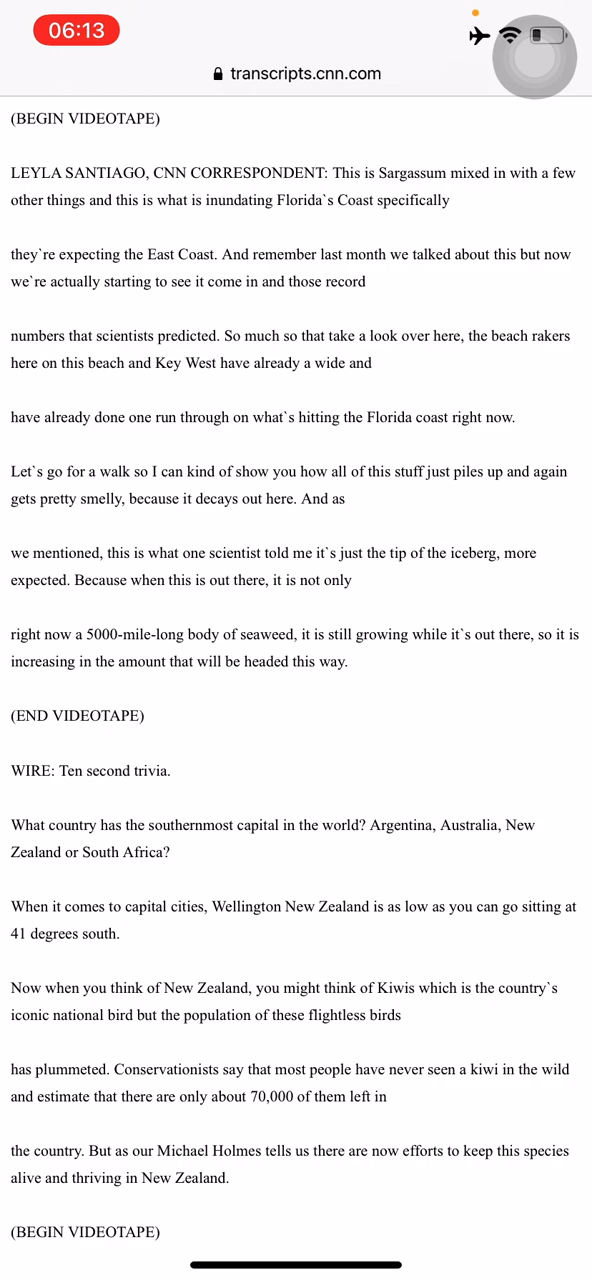 06:13
transcripts.cnn.com
(BEGIN VIDEOTAPE)
LEYLA SANTIAGO, CNN CORRESPONDENT: This is Sargassum mixed in with a few
other things and this is what is inundating Florida`s Coast specifically
they`re expecting the East Coast. And remember last month we talked about this but now
we`re actually starting to see it come in and those record
numbers that scientists predicted. So much so that take a look over here, the beach rakers
here on this beach and Key West have already a wide and
have already done one run through on what`s hitting the Florida coast right now.
Let`s go for a walk so I can kind of show you how all of this stuff just piles up and again
gets pretty smelly, because it decays out here. And as
we mentioned, this is what one scientist told me it`s just the tip of the iceberg, more
expected. Because when this is out there, it is not only
right now a 5000-mile-long body of seaweed, it is still growing while it`s out there, so it is
increasing in the amount that will be headed this way.
(END VIDEOTAPE)
WIRE: Ten second trivia.
What country has the southernmost capital in the world? Argentina, Australia, New
Zealand or South Africa?
When it comes to capital cities, Wellington New Zealand is as low as you can go sitting at
41 degrees south.
Now when you think of New Zealand, you might think of Kiwis which is the country`s
iconic national bird but the population of these flightless birds
has plummeted. Conservationists say that most people have never seen a kiwi in the wild
and estimate that there are only about 70,000 of them left in
the country. But as our Michael Holmes tells us there are now efforts to keep this species
alive and thriving in New Zealand.
(BEGIN VIDEOTAPE)